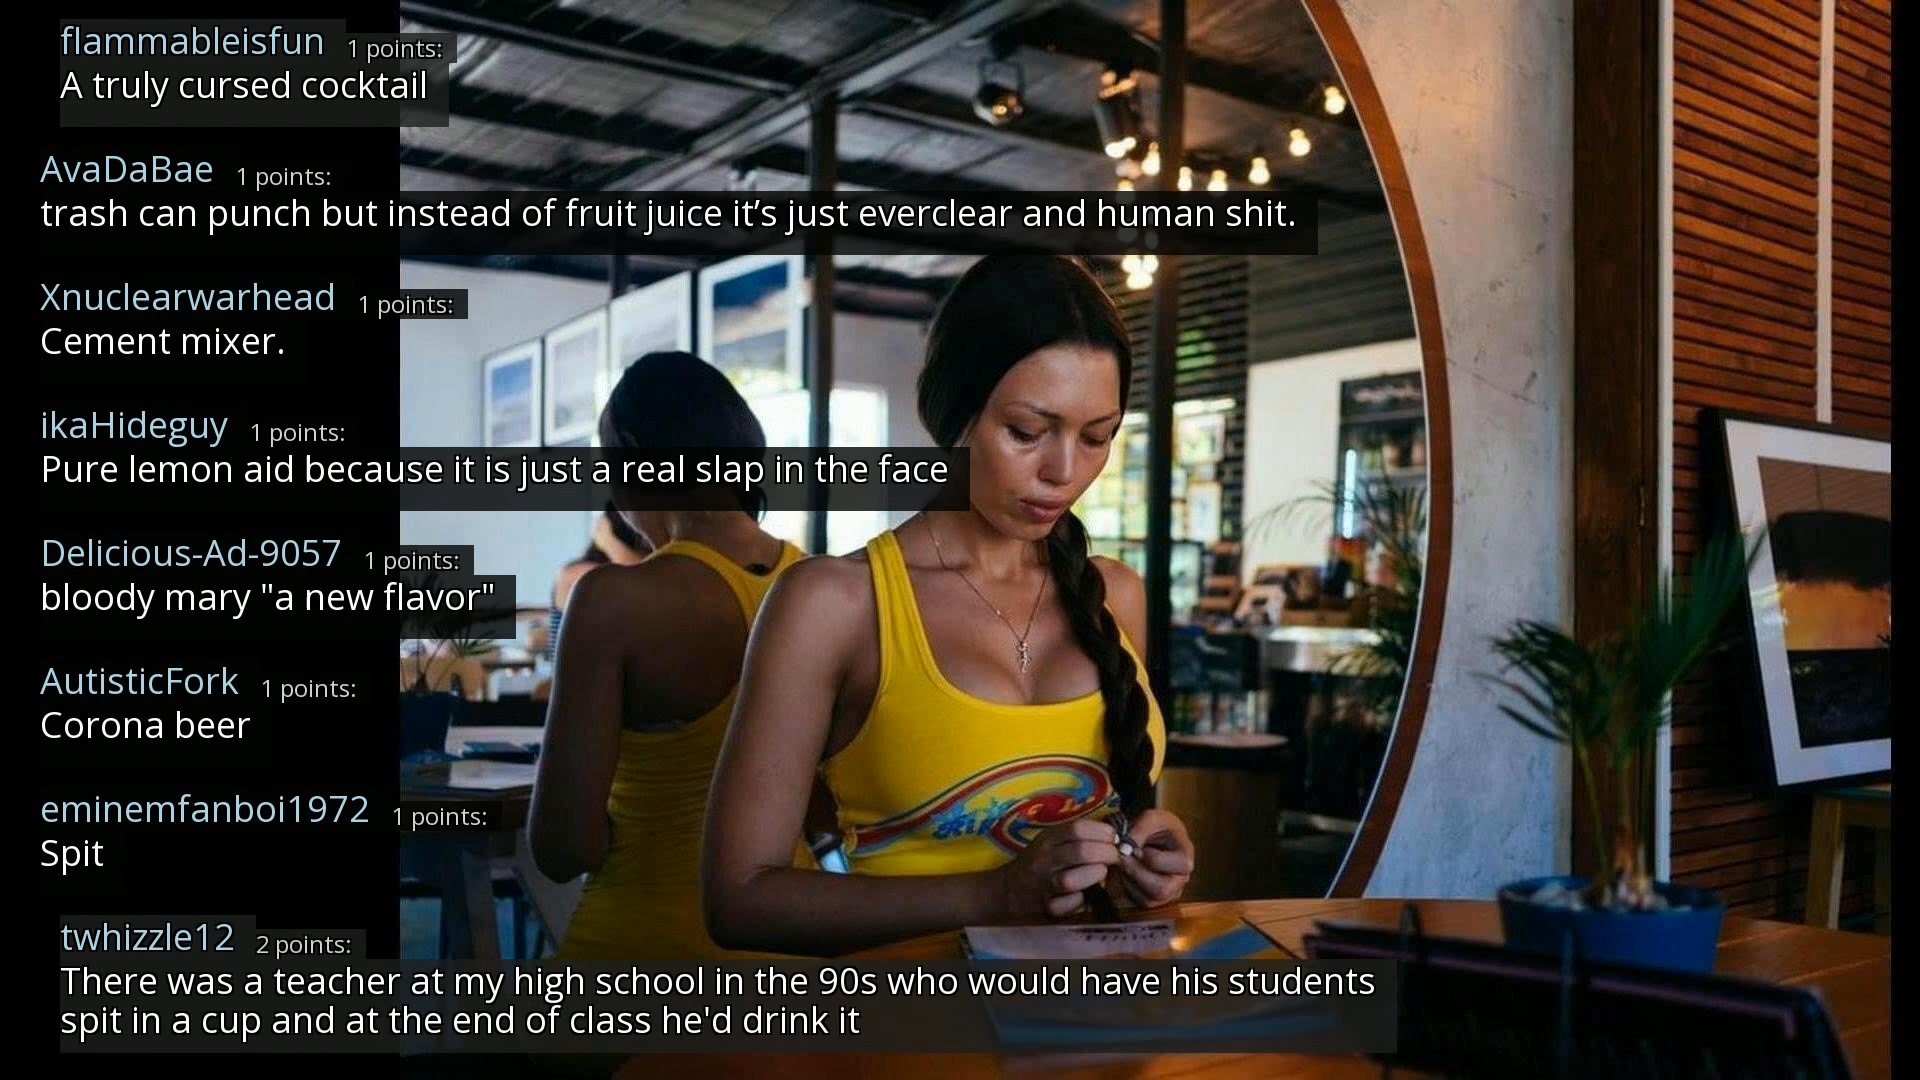 flammableisfun 1 points:
A truly cursed cocktail
AvaDaBae 1 points:
trash can punch but instead of fruit juice it’s just everclear and human shit.
Xnuclearwarhead 1 points:
Cement mixer.
ikaHideguy 1 points:
Pure lemon aid because it is just a real slap in the face
Delicious-Ad-9057 1 points:
bloody mary "a new flavor"
AutisticFork 1 points:
Corona beer
eminemfanboi1972 1 points:
Spit
twhizzle12 2 points:
There was a teacher at my high school in the 90s who would have his students
spit in a cup and at the end of class he'd drink it